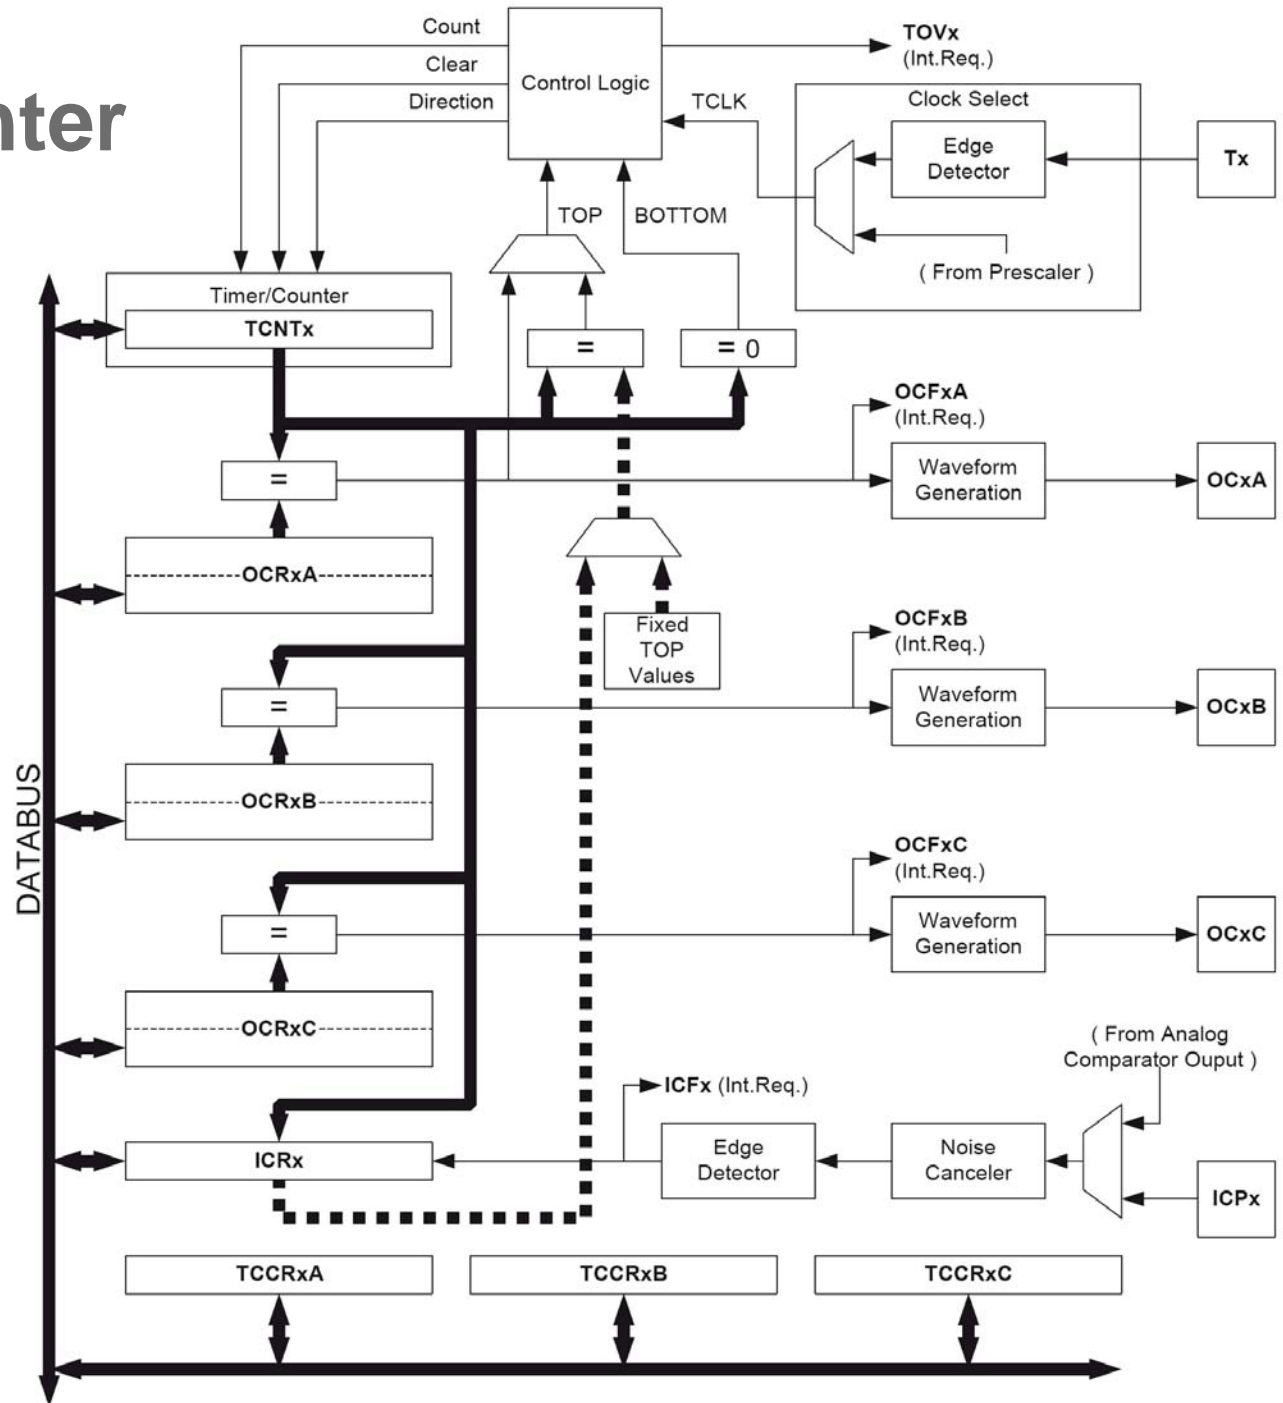 nter
Count
Clear
Direction
Control Logic
TOVx
(Int.Req.)
TCLK
Clock Select
Edge
Detector
Tx
( From Prescaler )
TOP
BOTTOM
Timer/Counter
TCNTx
=
= 0
OCFxA
(Int.Req.)
=
Waveform
Generation
OCxA
OCRxA
Fixed
TOP
Values
OCFxB
(Int.Req.)
=
Waveform
Generation
OCxB
OCRxB
DATABUS
OCFxC
(Int.Req.)
=
Waveform
Generation
OCxC
OCRxC
( From Analog
Comparator Ouput )
ICFx (Int.Req.)
ICRx
Edge
Detector
Noise
Canceler
ICPx
TCCRxA
TCCRxB
TCCRxC